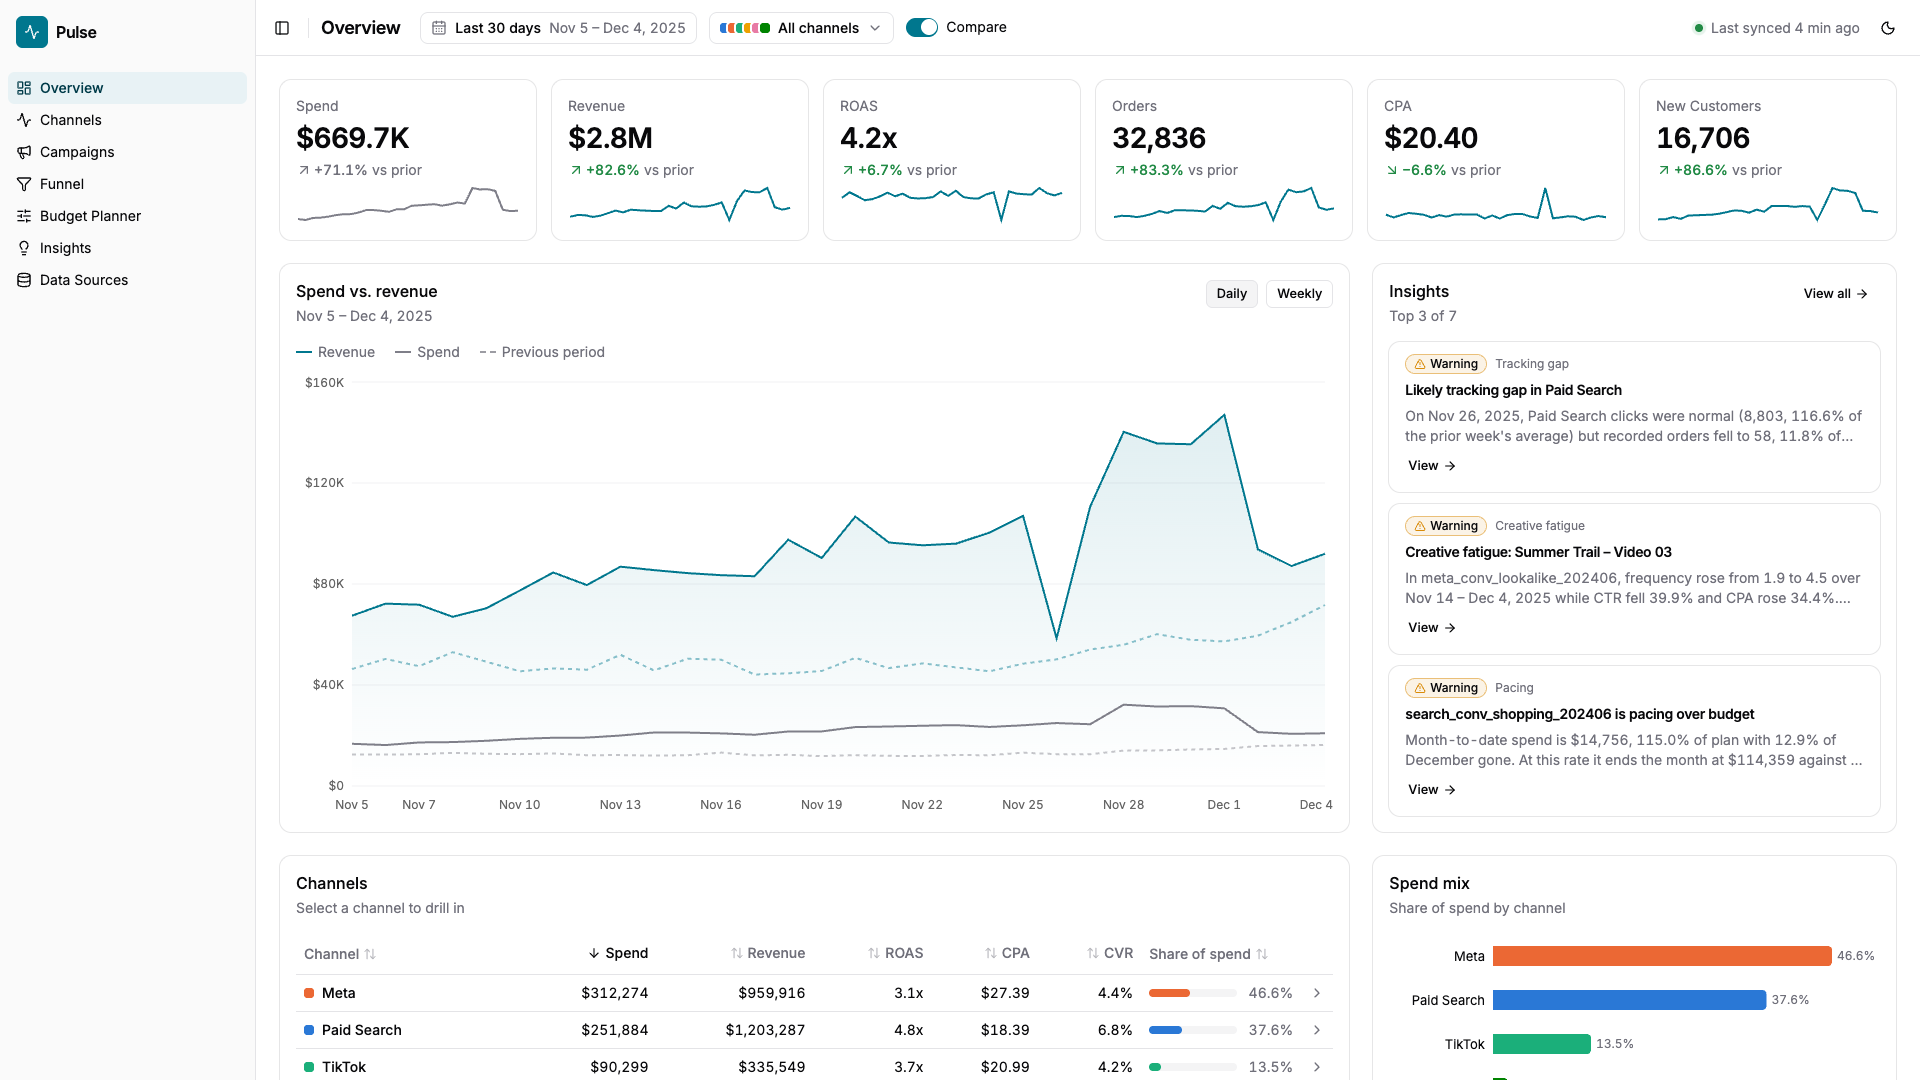 Pulse
Overview
Channels
Campaigns
Funnel
Budget Planner
Insights
Data Sources
Overview
Last 30 days Nov 5 – Dec 4, 2025
All channels
Compare
Last synced 4 min ago
Spend
$669.7K
+71.1% vs prior
Revenue
$2.8M
+82.6% vs prior
ROAS
4.2x
+6.7% vs prior
Orders
32,836
+83.3% vs prior
CPA
$20.40
−6.6% vs prior
New Customers
16,706
+86.6% vs prior
Spend vs. revenue
Nov 5 – Dec 4, 2025
Daily Weekly
Revenue Spend Previous period
$160K
$120K
$80K
$40K
$0
Nov 5 Nov 7 Nov 10 Nov 13 Nov 16 Nov 19 Nov 22 Nov 25 Nov 28 Dec 1 Dec 4
Insights
Top 3 of 7
View all
Warning Tracking gap
Likely tracking gap in Paid Search
On Nov 26, 2025, Paid Search clicks were normal (8,803, 116.6% of
the prior week's average) but recorded orders fell to 58, 11.8% of...
View
Warning Creative fatigue
Creative fatigue: Summer Trail – Video 03
In meta_conv_lookalike_202406, frequency rose from 1.9 to 4.5 over
Nov 14 – Dec 4, 2025 while CTR fell 39.9% and CPA rose 34.4%....
View
Warning Pacing
search_conv_shopping_202406 is pacing over budget
Month-to-date spend is $14,756, 115.0% of plan with 12.9% of
December gone. At this rate it ends the month at $114,359 against ...
View
Channels
Select a channel to drill in
Channel Spend Revenue ROAS CPA CVR Share of spend
Meta $312,274 $959,916 3.1x $27.39 4.4% 46.6%
Paid Search $251,884 $1,203,287 4.8x $18.39 6.8% 37.6%
TikTok $90,299 $335,549 3.7x $20.99 4.2% 13.5%
Spend mix
Share of spend by channel
Meta 46.6%
Paid Search 37.6%
TikTok 13.5%